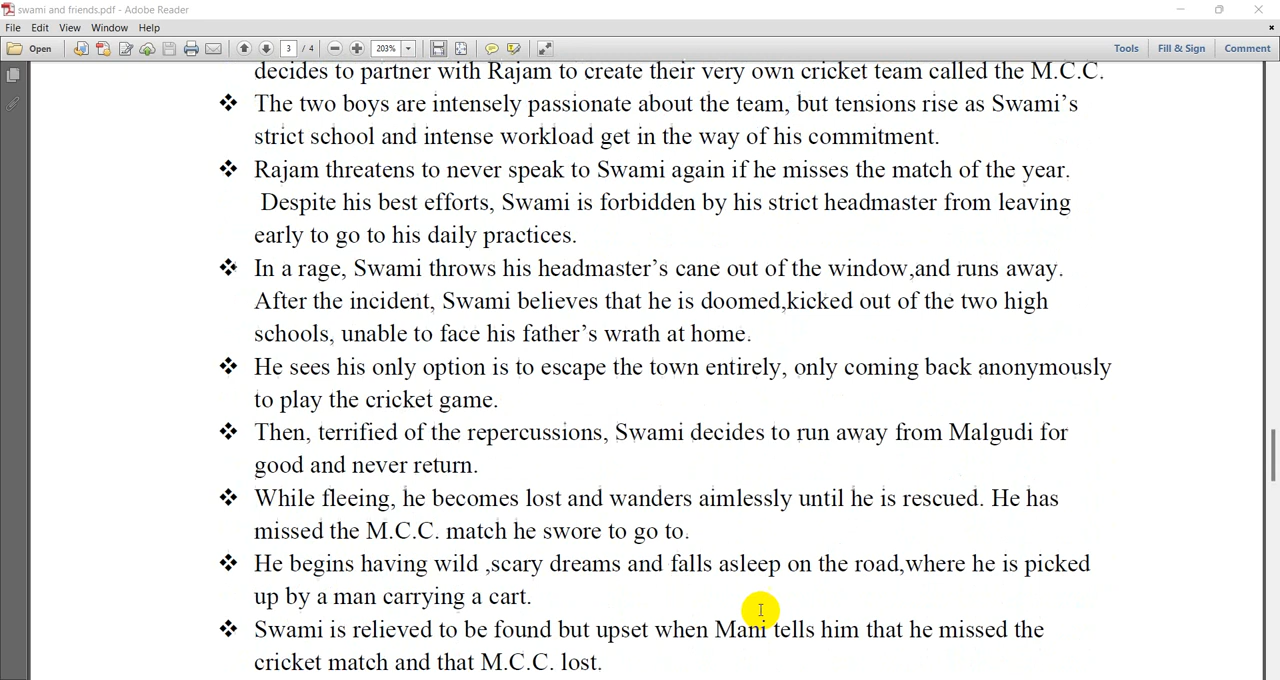 swami and friends.pdf - Adobe Reader
File Edit View Window Help
Open 3 / 4 203% Tools Fill & Sign Comment
decides to partner with Rajam to create their very own cricket team called the M.C.C.
❖ The two boys are intensely passionate about the team, but tensions rise as Swami’s
strict school and intense workload get in the way of his commitment.
❖ Rajam threatens to never speak to Swami again if he misses the match of the year.
Despite his best efforts, Swami is forbidden by his strict headmaster from leaving
early to go to his daily practices.
❖ In a rage, Swami throws his headmaster’s cane out of the window,and runs away.
After the incident, Swami believes that he is doomed,kicked out of the two high
schools, unable to face his father’s wrath at home.
❖ He sees his only option is to escape the town entirely, only coming back anonymously
to play the cricket game.
❖ Then, terrified of the repercussions, Swami decides to run away from Malgudi for
good and never return.
❖ While fleeing, he becomes lost and wanders aimlessly until he is rescued. He has
missed the M.C.C. match he swore to go to.
❖ He begins having wild ,scary dreams and falls asleep on the road,where he is picked
up by a man carrying a cart.
❖ Swami is relieved to be found but upset when Mani tells him that he missed the
cricket match and that M.C.C. lost.